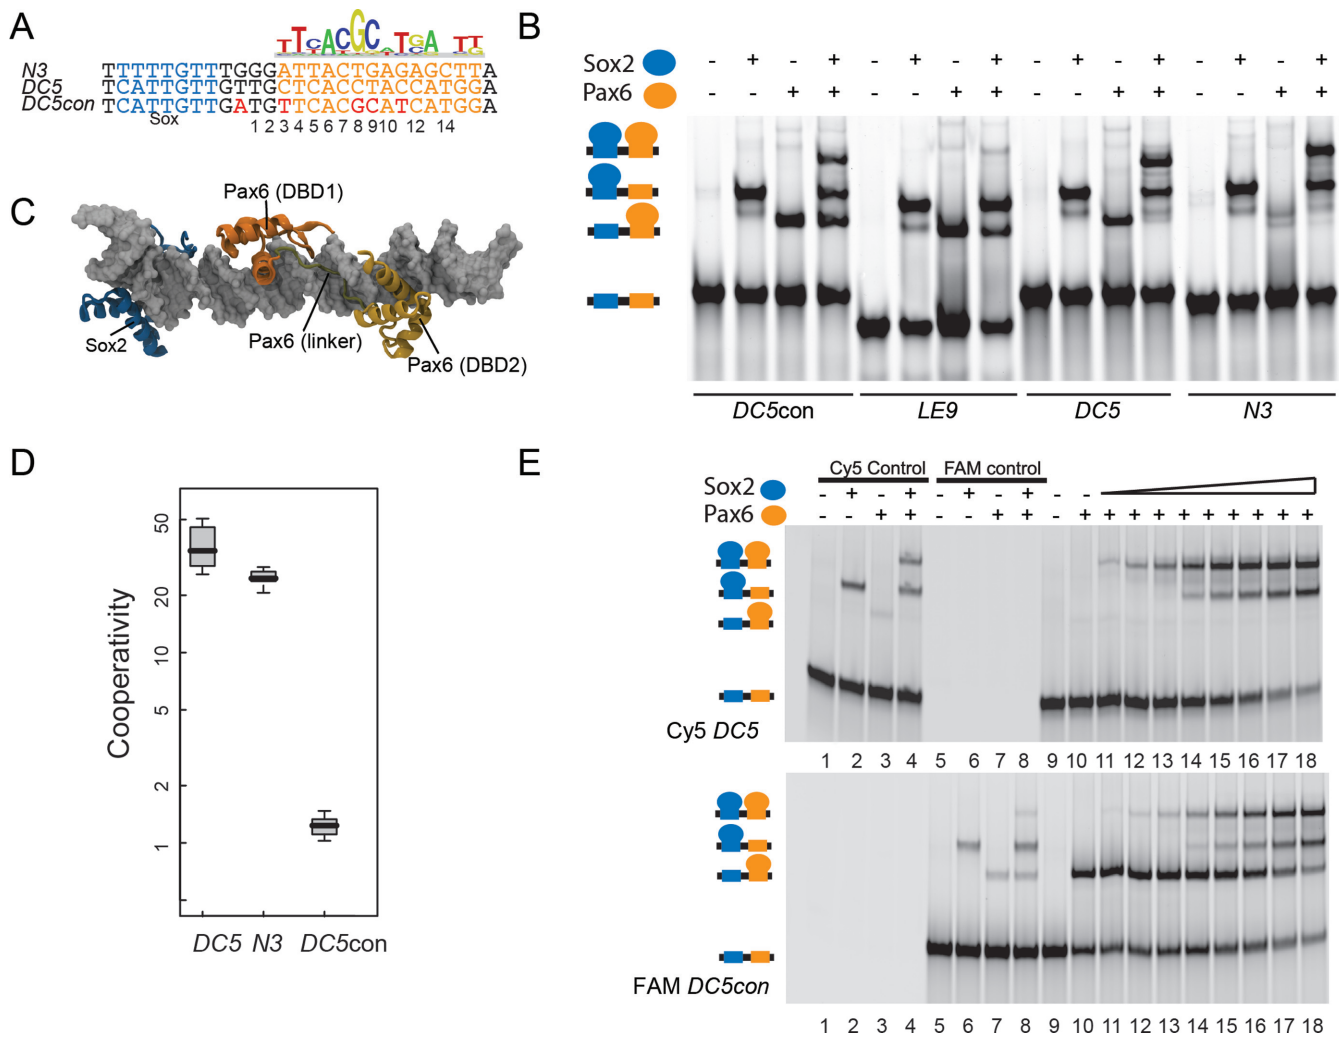 A
TTCACGCATGA TT
N3 TTTTTGTTTGGGATTACTGAGAGCTTA
DC5 TCATTGTTGTTGCTCACCTACCATGGA
DC5con TCATTGTTGATGTTCACGCATCATGGA
Sox
1 2 3 4 5 6 7 8 9 10 12 14
B
Sox2 - + - + - + - + - + - + - + - +
Pax6 - - + + - - + + - - + + - - + +
DC5con LE9 DC5 N3
C
Pax6 (DBD1)
Sox2
Pax6 (linker)
Pax6 (DBD2)
D
Cooperativity
50
20
10
5
2
1
DC5 N3 DC5con
E
Cy5 Control FAM control
Sox2 - + - + - + - + - -
Pax6 - - + + - - + + - + + + + + + + + +
Cy5 DC5
1 2 3 4 5 6 7 8 9 10 11 12 13 14 15 16 17 18
FAM DC5con
1 2 3 4 5 6 7 8 9 10 11 12 13 14 15 16 17 18